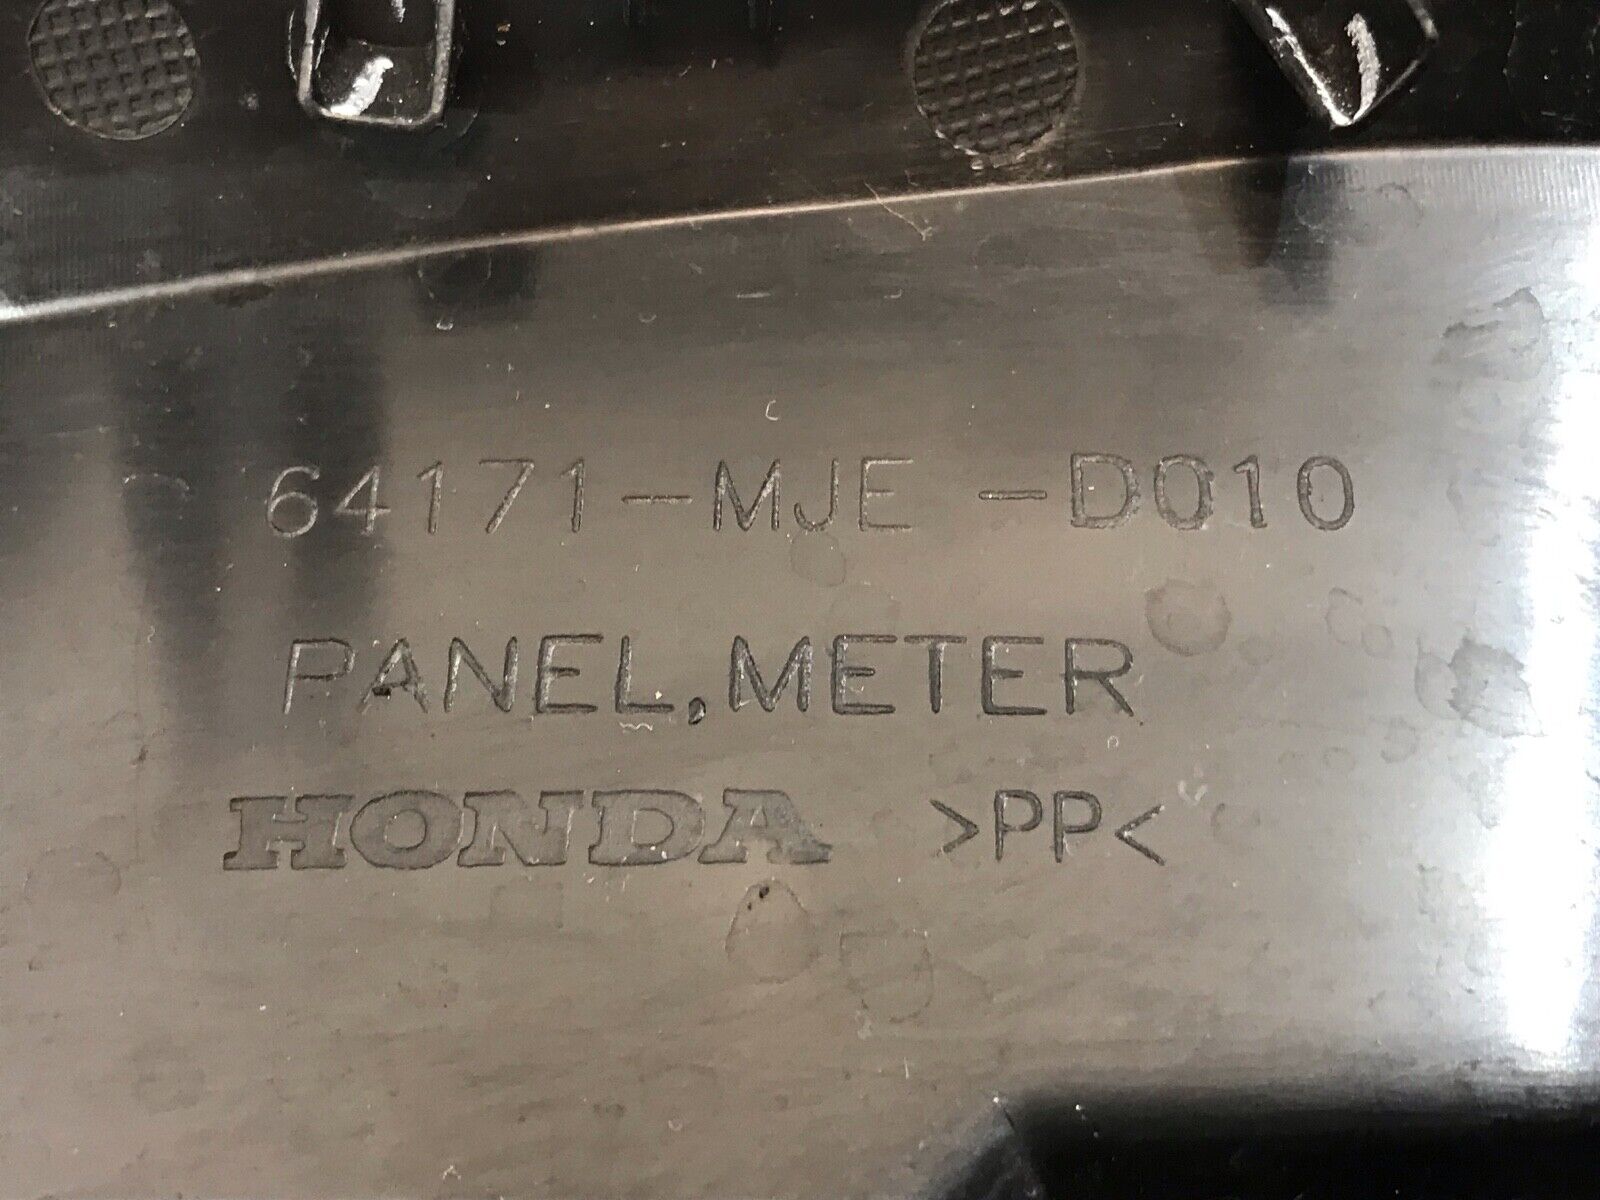 64171-MJE-D010
PANEL,METER
HONDA >PP<